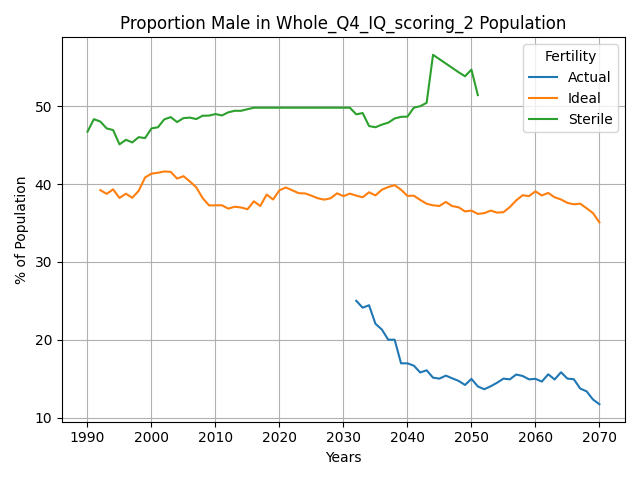 Proportion Male in Whole_Q4_IQ_scoring_2 Population
Fertility
Actual
Ideal
Sterile
% of Population
50
40
30
20
10
1990 2000 2010 2020 2030 2040 2050 2060 2070
Years